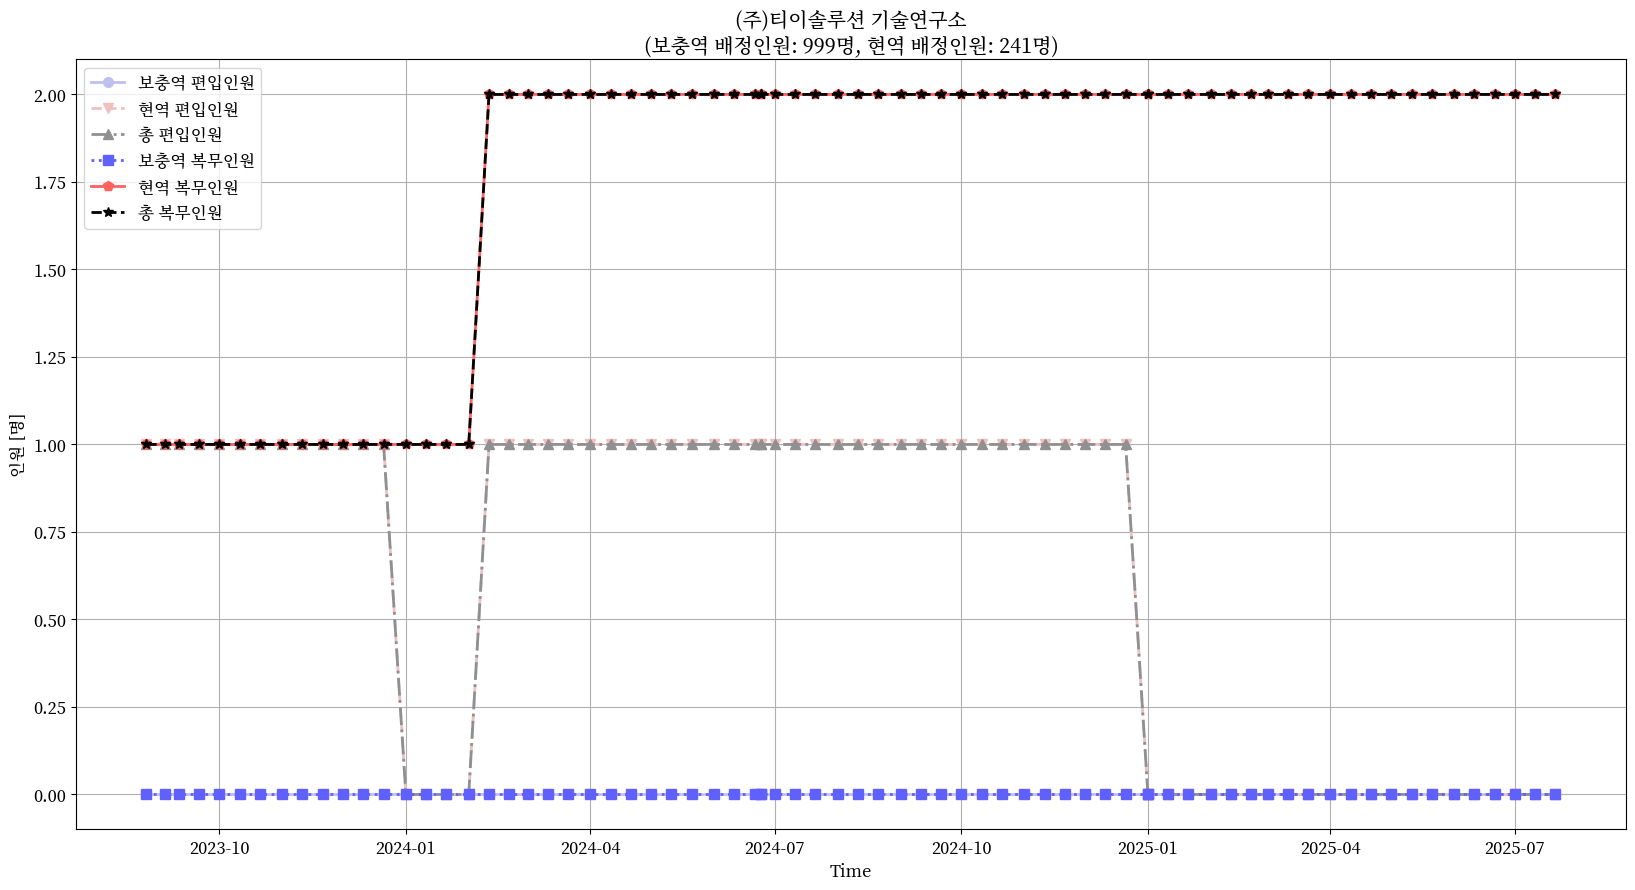 (주)티이솔루션 기술연구소
(보충역 배정인원: 999명, 현역 배정인원: 241명)
보충역 편입인원
현역 편입인원
총 편입인원
보충역 복무인원
현역 복무인원
총 복무인원
2.00
1.75
1.50
1.25
1.00
0.75
0.50
0.25
0.00
인원 [명]
2023-10
2024-01
2024-04
2024-07
2024-10
2025-01
2025-04
2025-07
Time